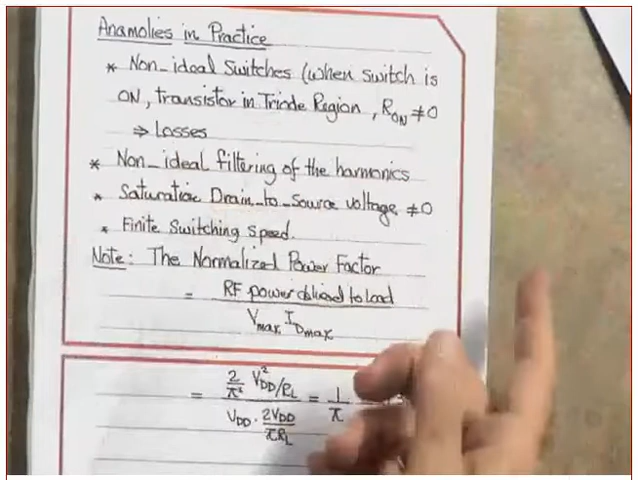 Anamolies in Practice
* Non-ideal Switches (when switch is
ON, transistor in Triode Region, R_ON ≠ 0
⇒ Losses
* Non-ideal filtering of the harmonics
* Saturation Drain-to-Source voltage ≠ 0
* Finite Switching speed.
Note: The Normalized Power Factor
= RF power delived to load / V_max I_Dmax
= (2/π² V²_DD/R_L) / (V_DD · 2V_DD/πR_L) = 1/π